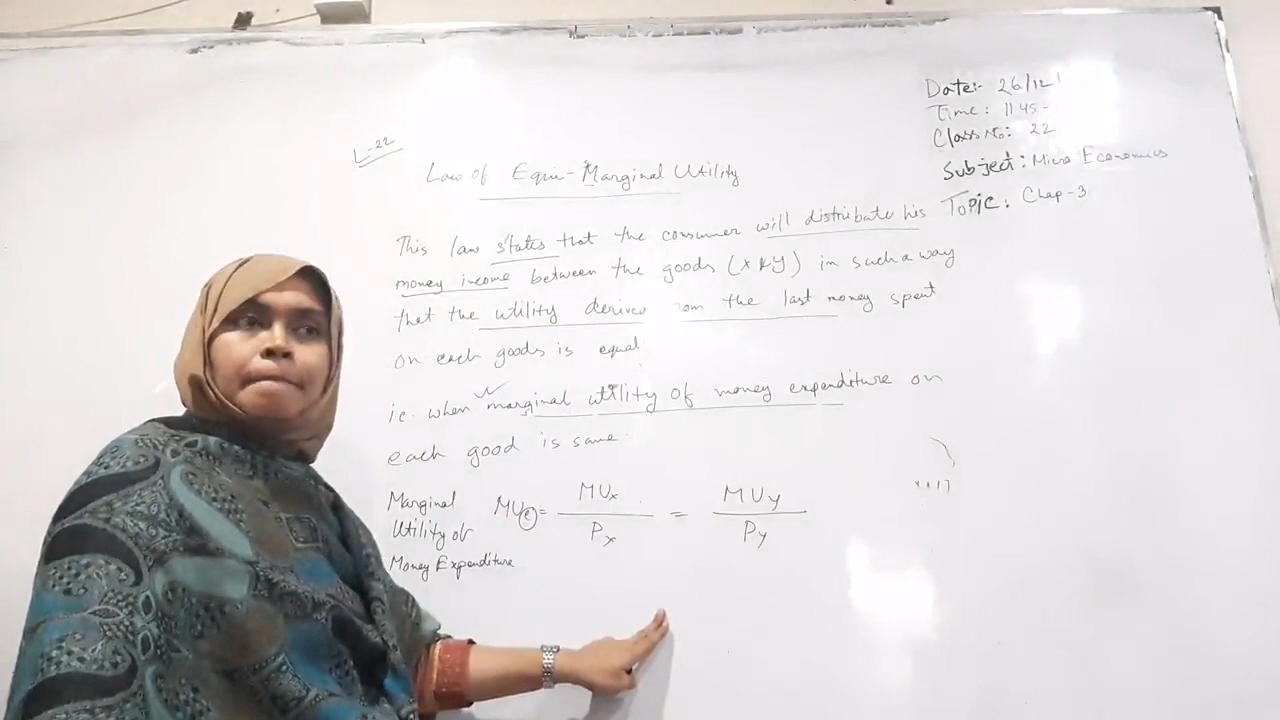 Date:- 26/12
Time: 11 45-
Class No: 22
Subject: Micro Economics
Topic: Chap-3
L-22
Law of Equi-Marginal Utility
This law states that the consumer will distribute his
money income between the goods (X & Y) in such a way
that the utility derived the last money spent
on each goods is equal
i.e. when marginal utility of money expenditure on
each good is same
Marginal
Utility of
Money Expenditure
MUₑ = MUₓ / Pₓ = MUy / Py